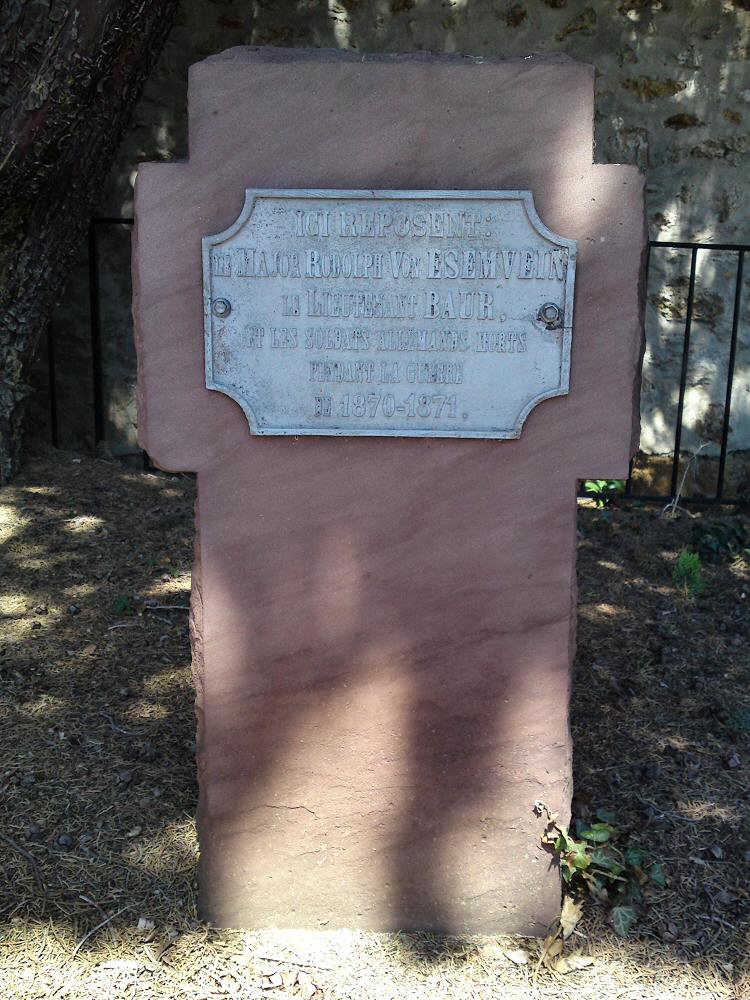 ICI REPOSENT:
LE MAJOR RODOLPH VON ESEMVEIN
LE LIEUTENANT BAUR,
ET LES SOLDATS ALLEMANDS MORTS
PENDANT LA GUERRE
DE 1870-1871.